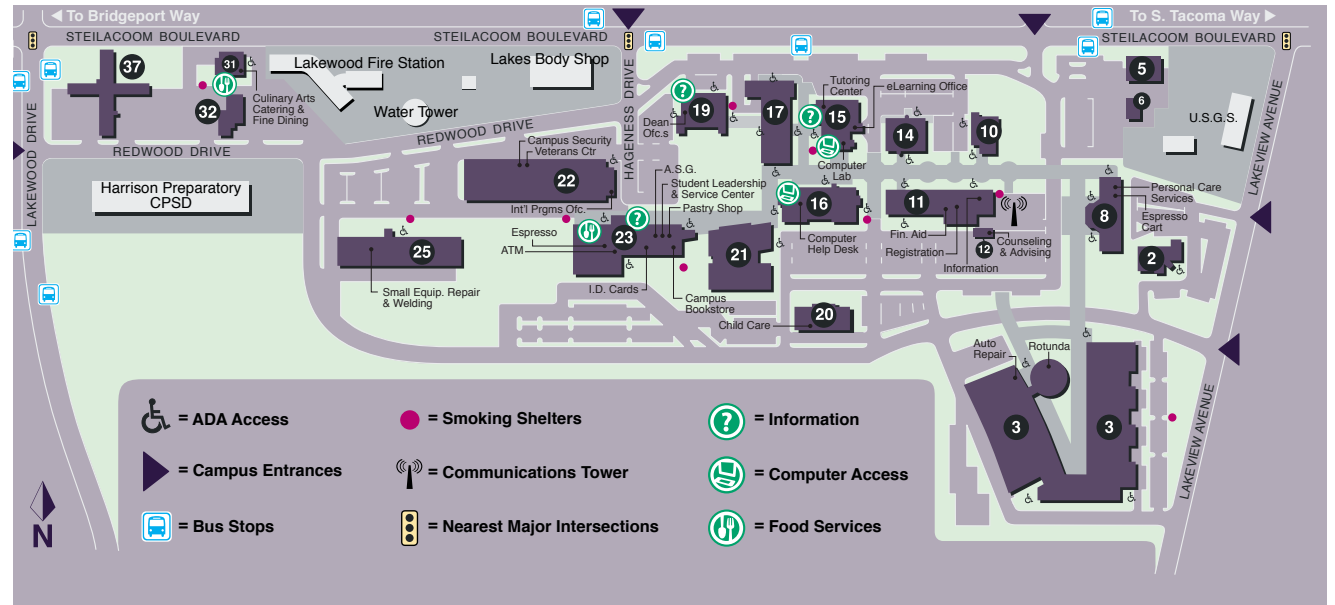 ◀ To Bridgeport Way
To S. Tacoma Way ▶
STEILACOOM BOULEVARD
STEILACOOM BOULEVARD
STEILACOOM BOULEVARD
37
31
Lakewood Fire Station
Lakes Body Shop
Culinary Arts
Catering &
Fine Dining
32
Water Tower
REDWOOD DRIVE
REDWOOD DRIVE
LAKEWOOD DRIVE
HAGENESS DRIVE
Harrison Preparatory
CPSD
Campus Security
Veterans Ctr
22
Int'l Prgms Ofc.
A.S.G.
Student Leadership
& Service Center
Pastry Shop
Espresso
ATM
23
I.D. Cards
Campus
Bookstore
25
Small Equip. Repair
& Welding
19
Dean
Ofc.s
17
Tutoring
Center
eLearning Office
15
Computer
Lab
14
10
5
6
U.S.G.S.
LAKEVIEW AVENUE
16
Computer
Help Desk
11
Fin. Aid
Registration
Information
12
Counseling
& Advising
8
Personal Care
Services
Espresso
Cart
2
21
20
Child Care
Auto
Repair
Rotunda
3
3
LAKEVIEW AVENUE
= ADA Access
= Smoking Shelters
? = Information
= Campus Entrances
= Communications Tower
= Computer Access
= Bus Stops
= Nearest Major Intersections
= Food Services
N